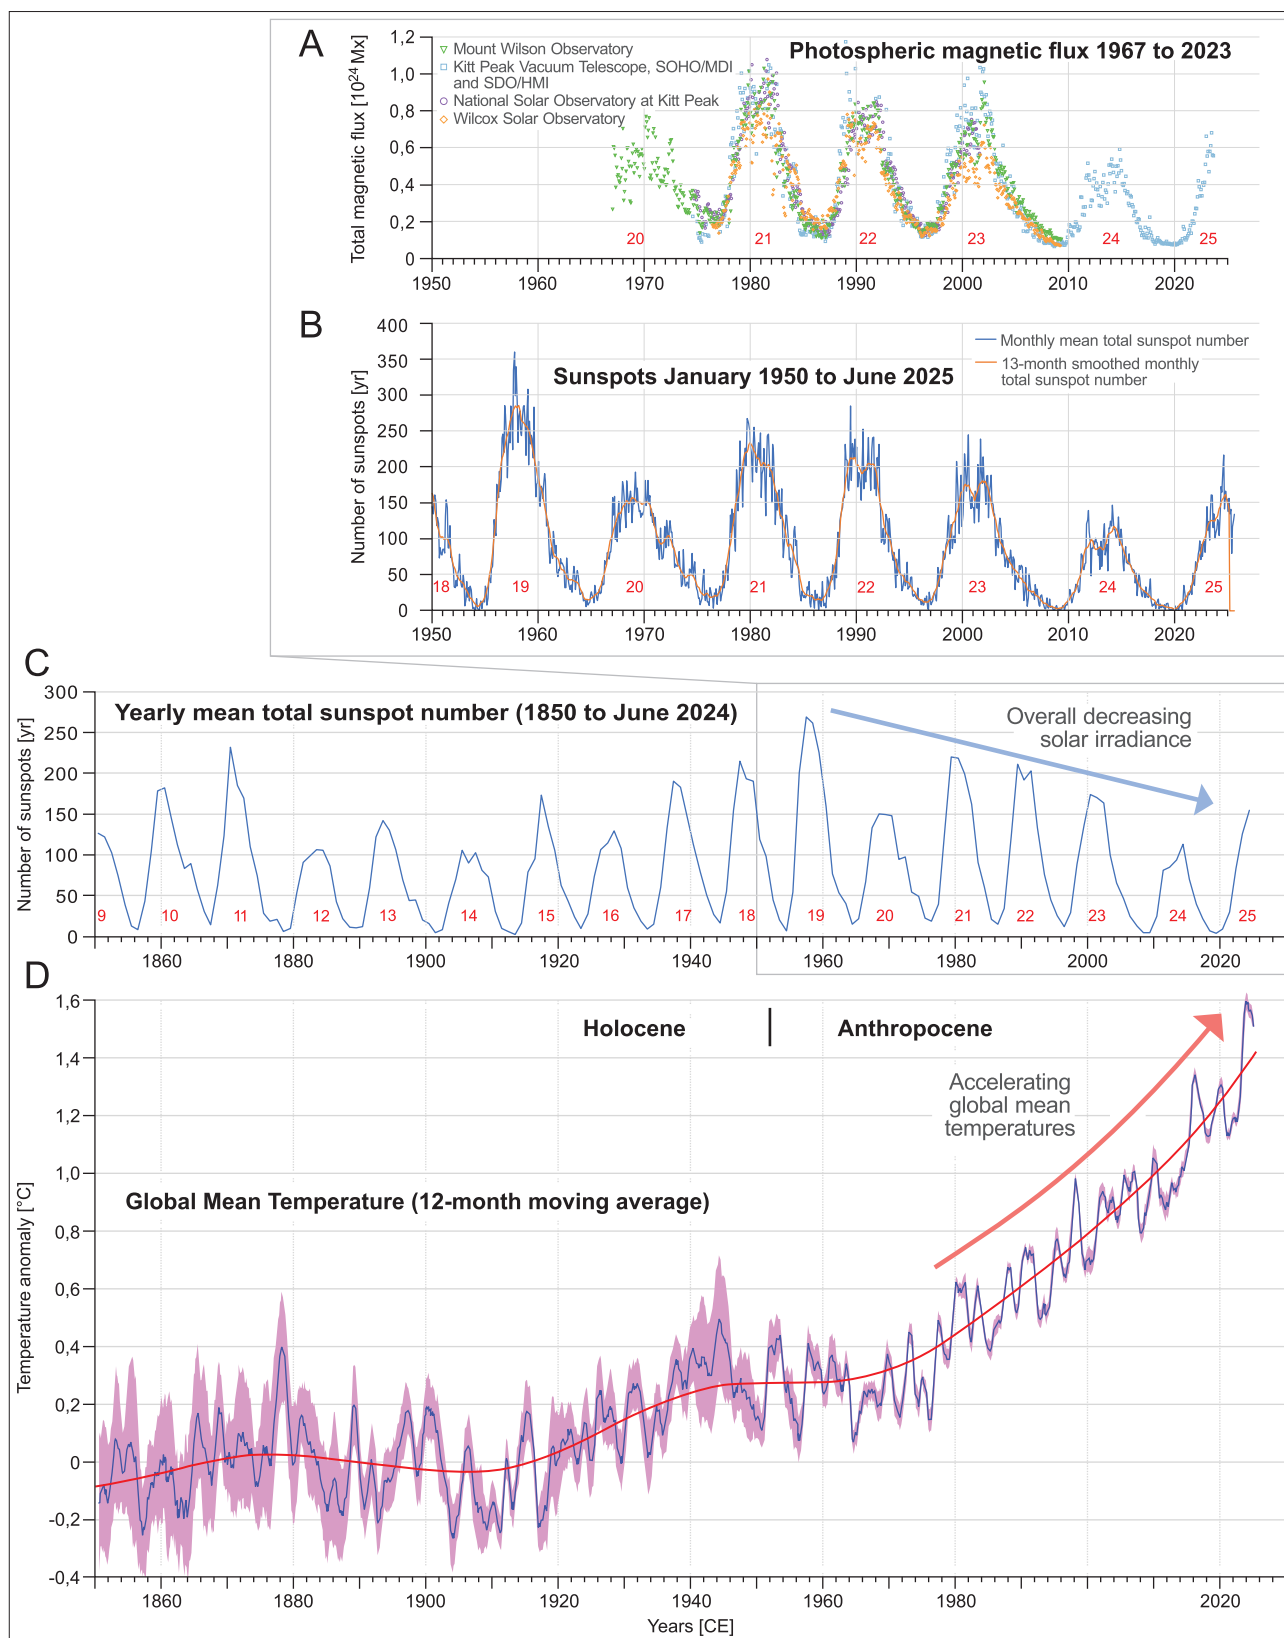 A
Photospheric magnetic flux 1967 to 2023
Total magnetic flux [10²⁴ Mx]
Mount Wilson Observatory
Kitt Peak Vacuum Telescope, SOHO/MDI
and SDO/HMI
National Solar Observatory at Kitt Peak
Wilcox Solar Observatory
1,2
1,0
0,8
0,6
0,4
0,2
0
20 21 22 23 24 25
1950 1960 1970 1980 1990 2000 2010 2020
B
Sunspots January 1950 to June 2025
Number of sunspots [yr]
Monthly mean total sunspot number
13-month smoothed monthly
total sunspot number
400
350
300
250
200
150
100
50
0
18 19 20 21 22 23 24 25
1950 1960 1970 1980 1990 2000 2010 2020
C
Yearly mean total sunspot number (1850 to June 2024)
Number of sunspots [yr]
Overall decreasing
solar irradiance
300
250
200
150
100
50
0
9 10 11 12 13 14 15 16 17 18 19 20 21 22 23 24 25
1860 1880 1900 1920 1940 1960 1980 2000 2020
D
Holocene | Anthropocene
Accelerating
global mean
temperatures
Global Mean Temperature (12-month moving average)
Temperature anomaly [°C]
1,6
1,4
1,2
1,0
0,8
0,6
0,4
0,2
0
-0,2
-0,4
1860 1880 1900 1920 1940 1960 1980 2000 2020
Years [CE]